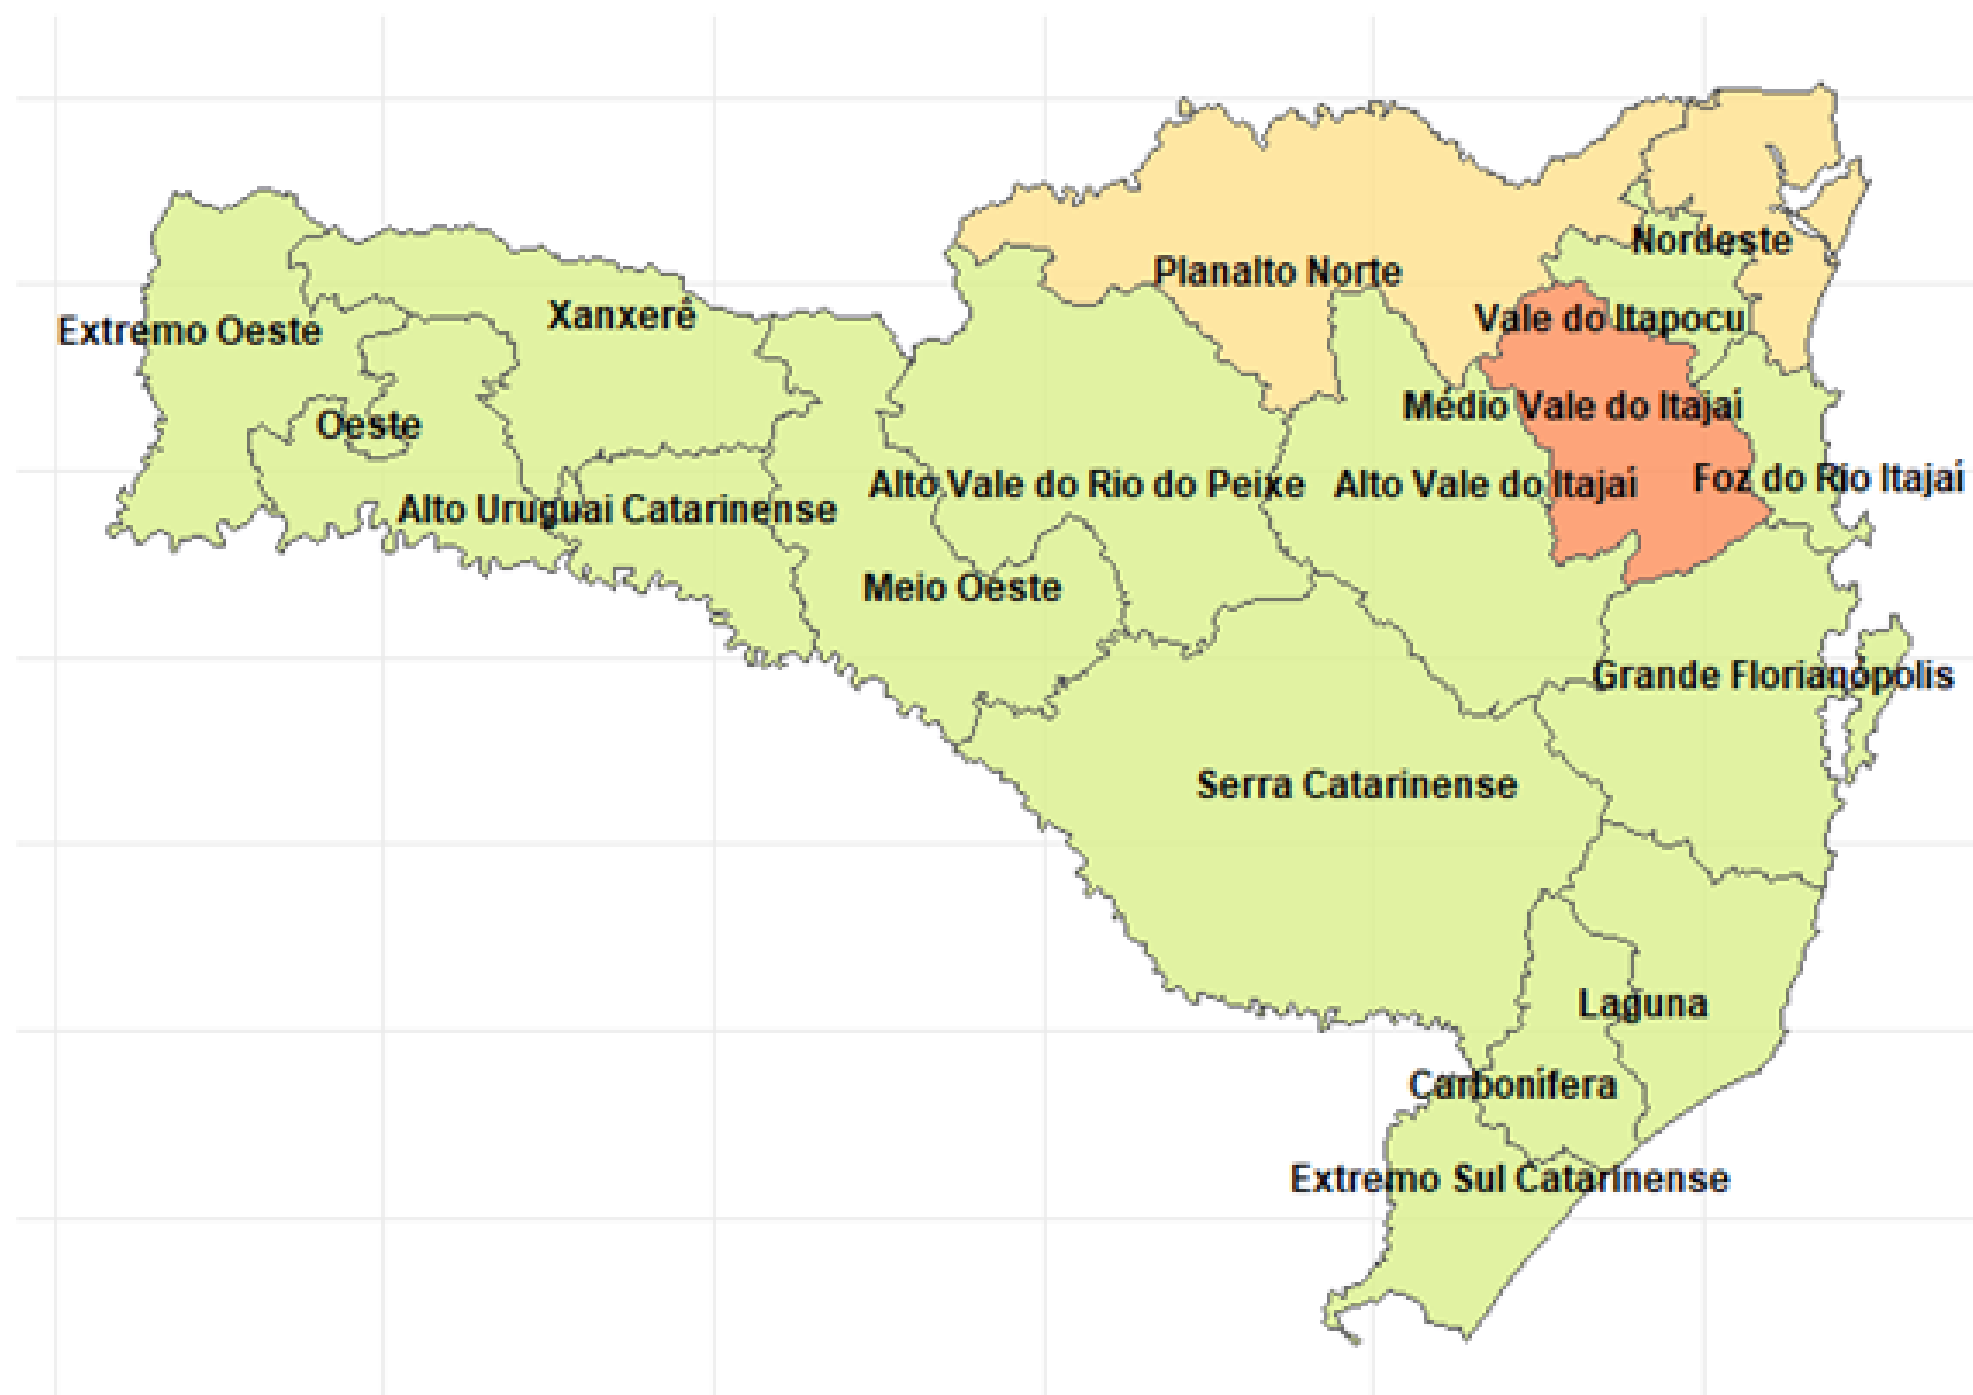 Nordeste
Planalto Norte
Xanxerê
Vale do Itapocu
Extremo Oeste
Médio Vale do Itajaí
Oeste
Foz do Rio Itajaí
Alto Vale do Rio do Peixe
Alto Vale do Itajaí
Alto Uruguai Catarinense
Meio Oeste
Grande Florianópolis
Serra Catarinense
Laguna
Carbonífera
Extremo Sul Catarinense